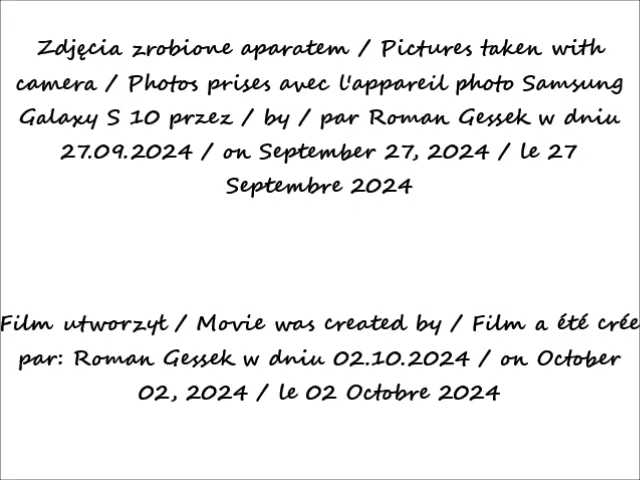 Zdjęcia zrobione aparatem / Pictures taken with
camera / Photos prises avec l'appareil photo Samsung
Galaxy S 10 przez / by / par Roman Gessek w dniu
27.09.2024 / on September 27, 2024 / le 27
Septembre 2024
Film utworzył / Movie was created by / Film a été crée
par: Roman Gessek w dniu 02.10.2024 / on October
02, 2024 / le 02 Octobre 2024